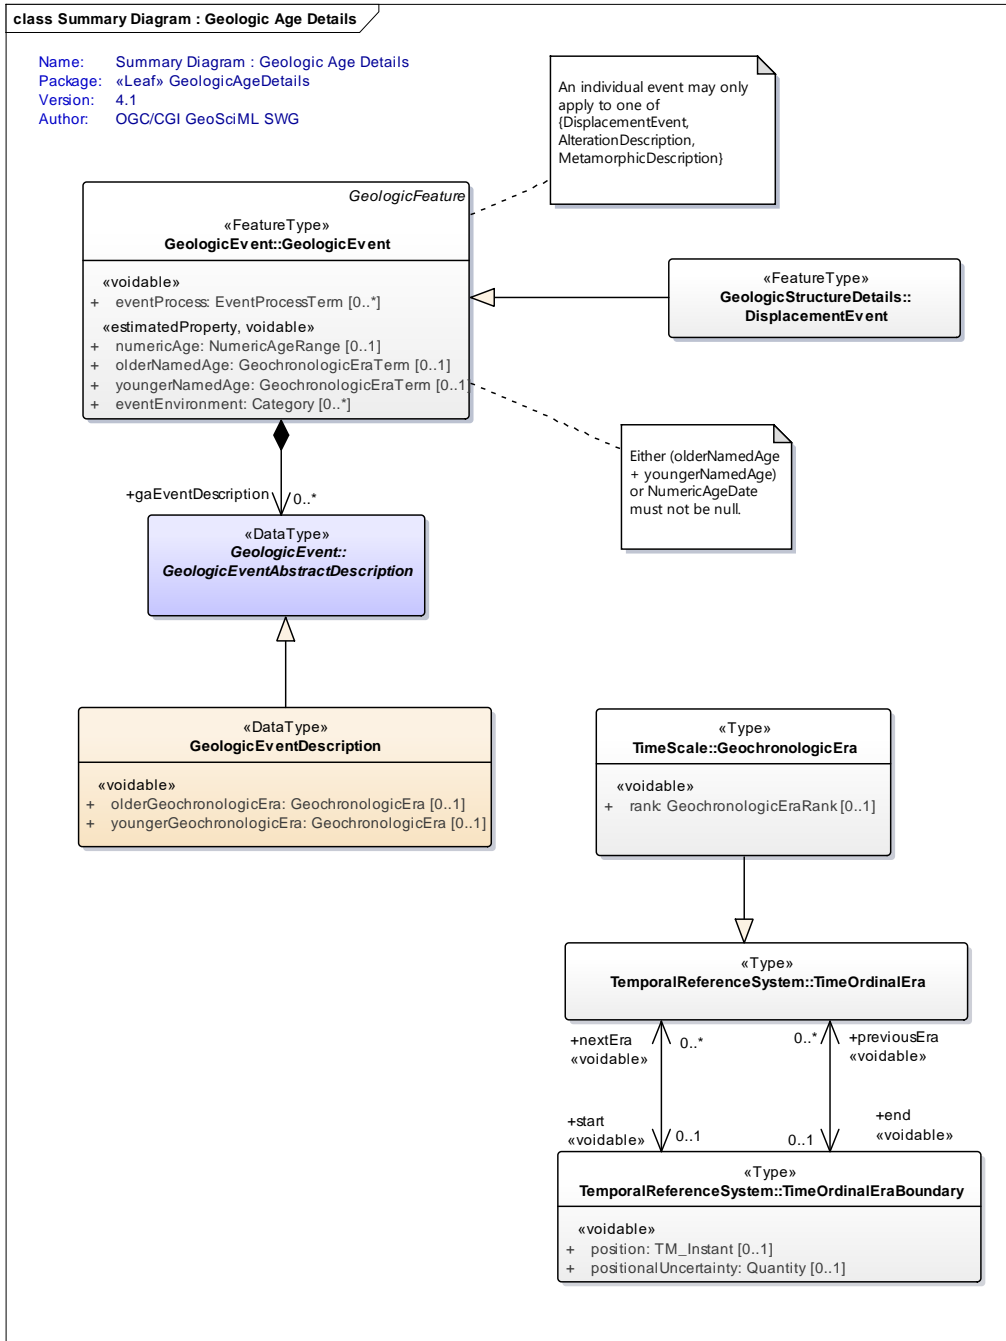 class Summary Diagram : Geologic Age Details
Name: Summary Diagram : Geologic Age Details
Package: «Leaf» GeologicAgeDetails
Version: 4.1
Author: OGC/CGI GeoSciML SWG
An individual event may only
apply to one of
{DisplacementEvent,
AlterationDescription,
MetamorphicDescription}
GeologicFeature
«FeatureType»
GeologicEvent::GeologicEvent
«voidable»
+ eventProcess: EventProcessTerm [0..*]
«estimatedProperty, voidable»
+ numericAge: NumericAgeRange [0..1]
+ olderNamedAge: GeochronologicEraTerm [0..1]
+ youngerNamedAge: GeochronologicEraTerm [0..1]
+ eventEnvironment: Category [0..*]
«FeatureType»
GeologicStructureDetails::
DisplacementEvent
Either (olderNamedAge
+ youngerNamedAge)
or NumericAgeDate
must not be null.
+gaEventDescription 0..*
«DataType»
GeologicEvent::
GeologicEventAbstractDescription
«DataType»
GeologicEventDescription
«voidable»
+ olderGeochronologicEra: GeochronologicEra [0..1]
+ youngerGeochronologicEra: GeochronologicEra [0..1]
«Type»
TimeScale::GeochronologicEra
«voidable»
+ rank: GeochronologicEraRank [0..1]
«Type»
TemporalReferenceSystem::TimeOrdinalEra
+nextEra 0..*
«voidable»
0..* +previousEra
«voidable»
+start
«voidable» 0..1
+end
0..1 «voidable»
«Type»
TemporalReferenceSystem::TimeOrdinalEraBoundary
«voidable»
+ position: TM_Instant [0..1]
+ positionalUncertainty: Quantity [0..1]